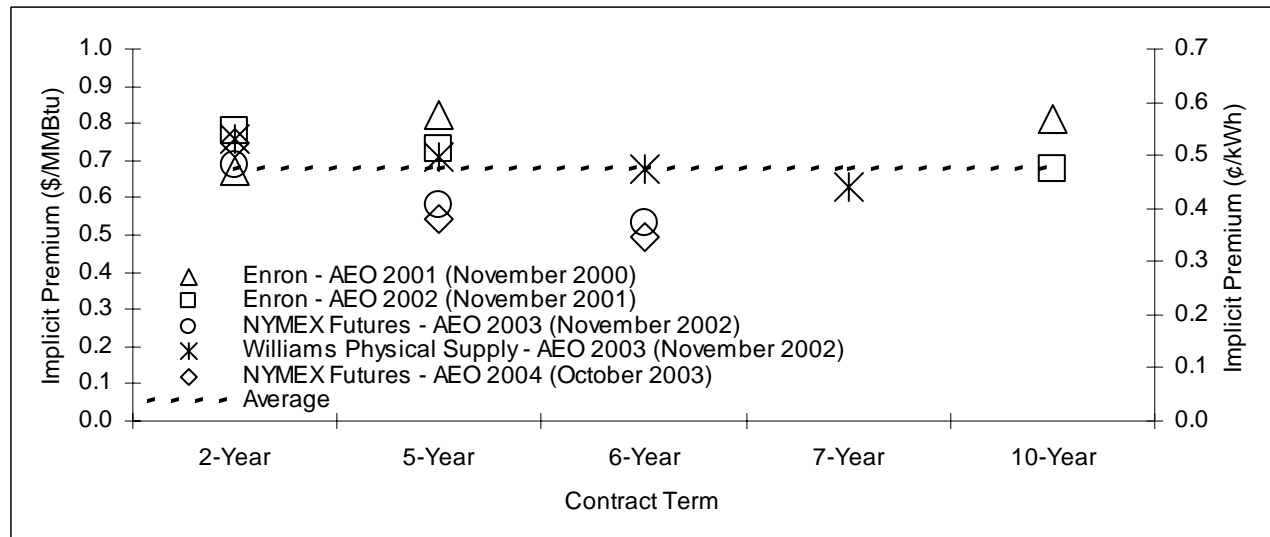 Implicit Premium ($/MMBtu)
1.0
0.9
0.8
0.7
0.6
0.5
0.4
0.3
0.2
0.1
0.0
Enron - AEO 2001 (November 2000)
Enron - AEO 2002 (November 2001)
NYMEX Futures - AEO 2003 (November 2002)
Williams Physical Supply - AEO 2003 (November 2002)
NYMEX Futures - AEO 2004 (October 2003)
Average
0.7
0.6
0.5
0.4
0.3
0.2
0.1
0.0
Implicit Premium (¢/kWh)
2-Year 5-Year 6-Year 7-Year 10-Year
Contract Term